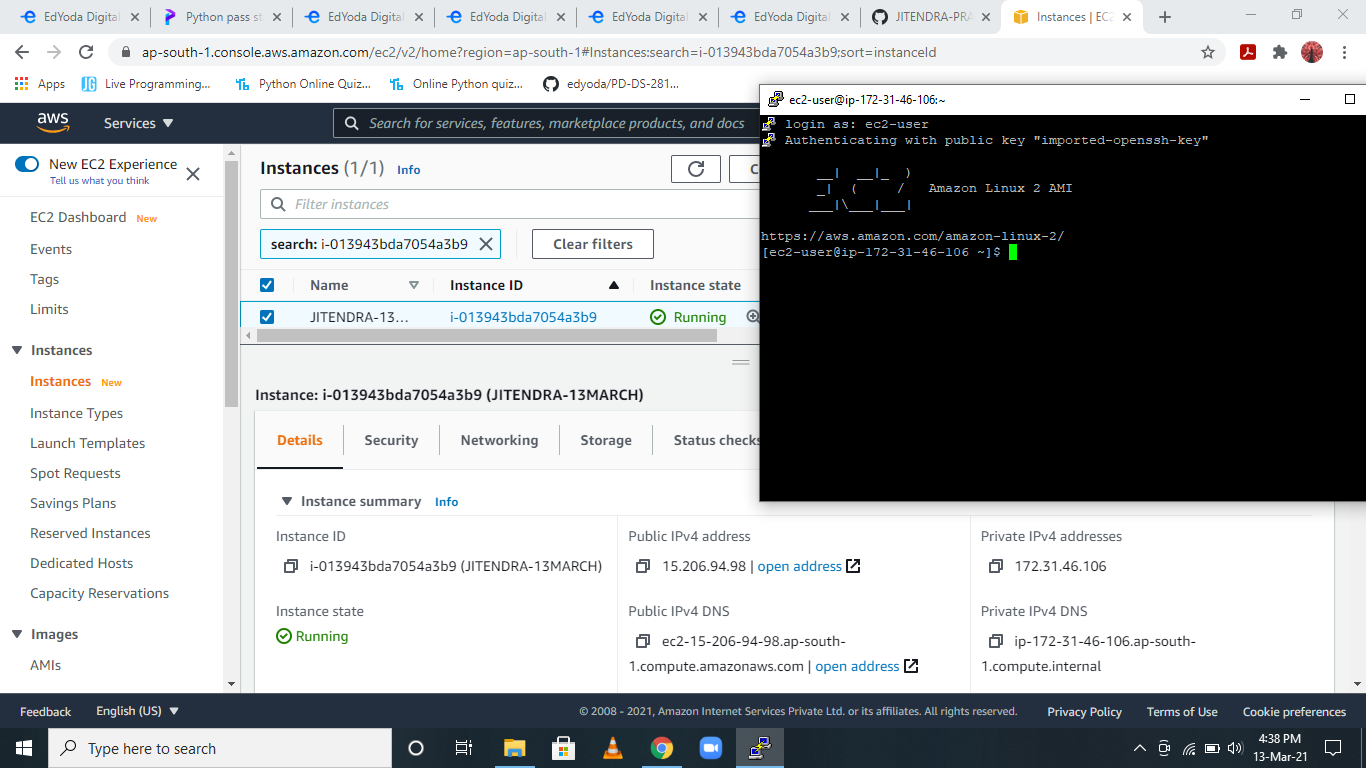 EdYoda Digital
Python pass st
EdYoda Digital
EdYoda Digital
EdYoda Digital
EdYoda Digital
JITENDRA-PRA
Instances | EC2
ap-south-1.console.aws.amazon.com/ec2/v2/home?region=ap-south-1#Instances:search=i-013943bda7054a3b9;sort=instanceId
Apps
Live Programming...
Python Online Quiz...
Online Python quiz...
edyoda/PD-DS-281...
aws
Services
Search for services, features, marketplace products, and docs
New EC2 Experience
Tell us what you think
EC2 Dashboard New
Events
Tags
Limits
Instances
Instances New
Instance Types
Launch Templates
Spot Requests
Savings Plans
Reserved Instances
Dedicated Hosts
Capacity Reservations
Images
AMIs
Instances (1/1) Info
C
Filter instances
search: i-013943bda7054a3b9
Clear filters
Name
Instance ID
Instance state
JITENDRA-13...
i-013943bda7054a3b9
Running
ec2-user@ip-172-31-46-106:~
login as: ec2-user
Authenticating with public key "imported-openssh-key"
__|  __|_  )
_|  (     /   Amazon Linux 2 AMI
___|\___|___|
https://aws.amazon.com/amazon-linux-2/
[ec2-user@ip-172-31-46-106 ~]$
Instance: i-013943bda7054a3b9 (JITENDRA-13MARCH)
Details
Security
Networking
Storage
Status checks
Instance summary Info
Instance ID
i-013943bda7054a3b9 (JITENDRA-13MARCH)
Public IPv4 address
15.206.94.98 | open address
Private IPv4 addresses
172.31.46.106
Instance state
Running
Public IPv4 DNS
ec2-15-206-94-98.ap-south-
1.compute.amazonaws.com | open address
Private IPv4 DNS
ip-172-31-46-106.ap-south-
1.compute.internal
Feedback
English (US)
© 2008 - 2021, Amazon Internet Services Private Ltd. or its affiliates. All rights reserved.
Privacy Policy
Terms of Use
Cookie preferences
Type here to search
4:38 PM
13-Mar-21